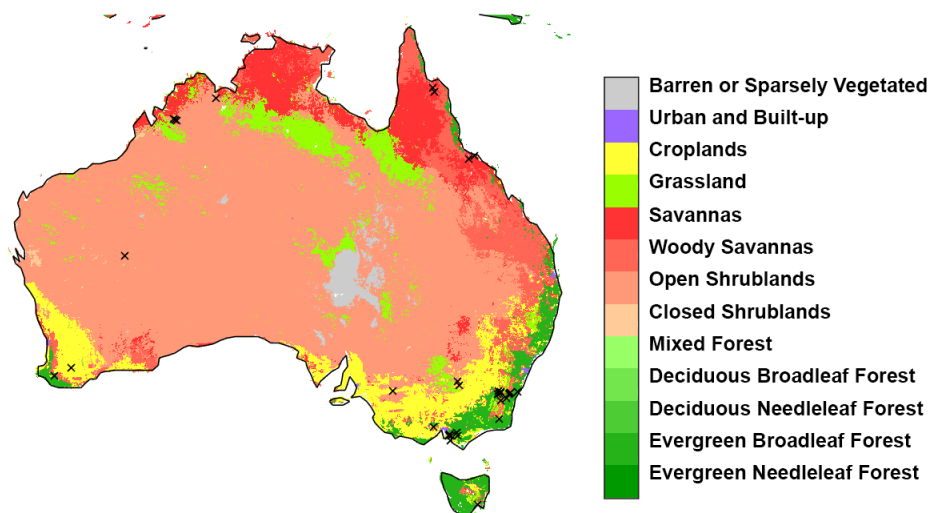 Barren or Sparsely Vegetated
Urban and Built-up
Croplands
Grassland
Savannas
Woody Savannas
Open Shrublands
Closed Shrublands
Mixed Forest
Deciduous Broadleaf Forest
Deciduous Needleleaf Forest
Evergreen Broadleaf Forest
Evergreen Needleleaf Forest